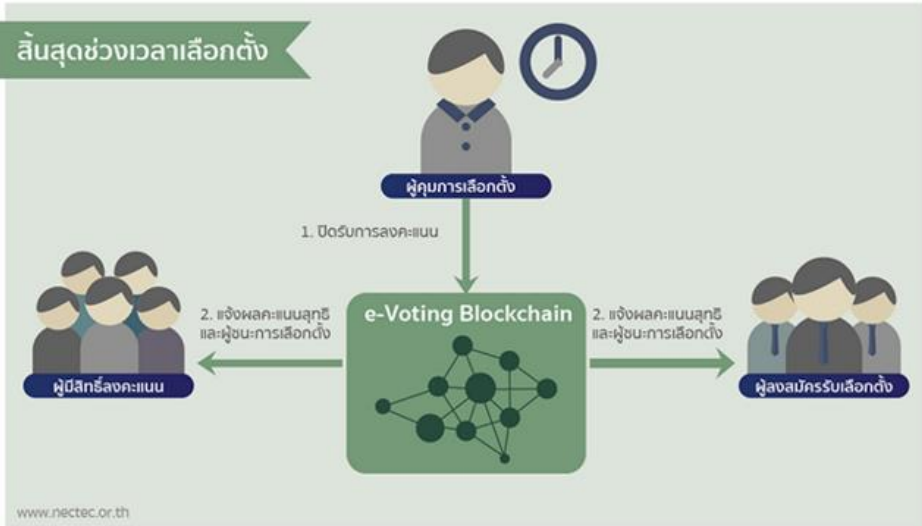 สิ้นสุดช่วงเวลาเลือกตั้ง
ผู้คุมการเลือกตั้ง
1. ปิดรับการลงคะแนน
2. แจ้งผลคะแนนสุทธิ
และผู้ชนะการเลือกตั้ง
e-Voting Blockchain
2. แจ้งผลคะแนนสุทธิ
และผู้ชนะการเลือกตั้ง
ผู้มีสิทธิ์ลงคะแนน
ผู้ลงสมัครรับเลือกตั้ง
www.nectec.or.th